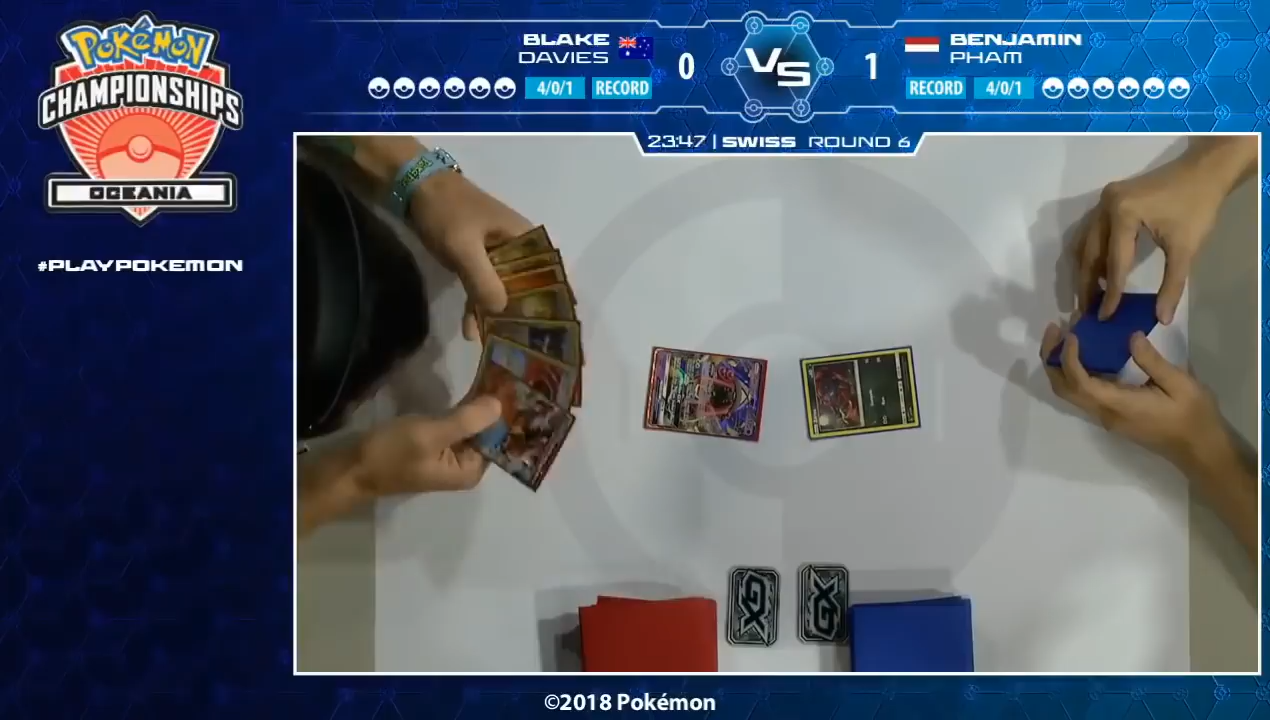 Pokémon
CHAMPIONSHIPS
OCEANIA
#PLAYPOKEMON
BLAKE
DAVIES
0
VS
1
BENJAMIN
PHAM
4/0/1
RECORD
RECORD
4/0/1
23:47 | SWISS ROUND 6
GX
GX
©2018 Pokémon